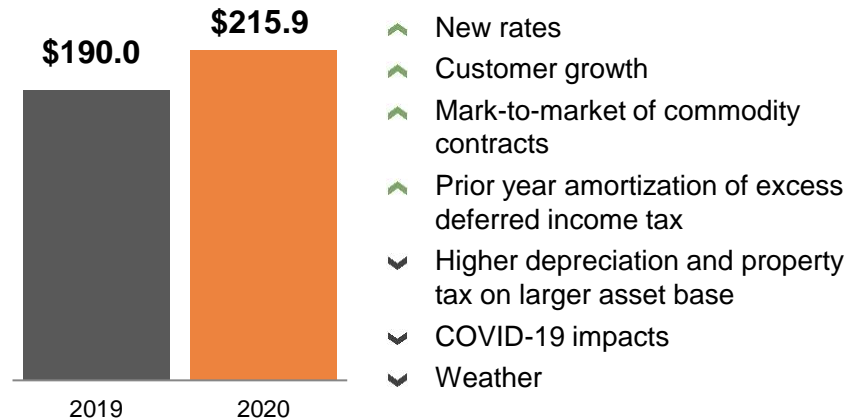 $190.0
$215.9
2019
2020
New rates
Customer growth
Mark-to-market of commodity
contracts
Prior year amortization of excess
deferred income tax
Higher depreciation and property
tax on larger asset base
COVID-19 impacts
Weather